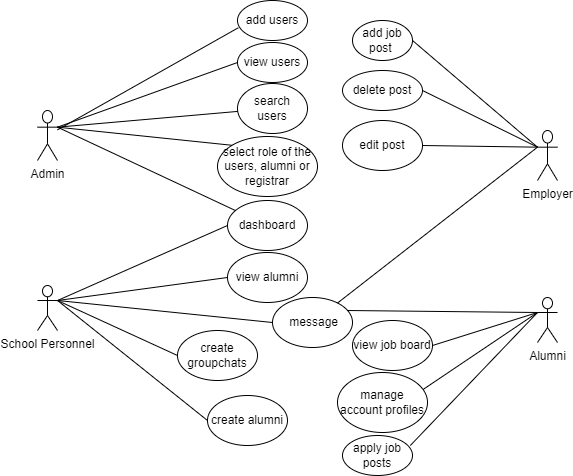 add users
add job
post
view users
delete post
search
users
edit post
Admin
select role of the
users, alumni or
registrar
Employer
dashboard
view alumni
message
School Personnel
view job board
Alumni
create
groupchats
manage
account profiles
create alumni
apply job
posts